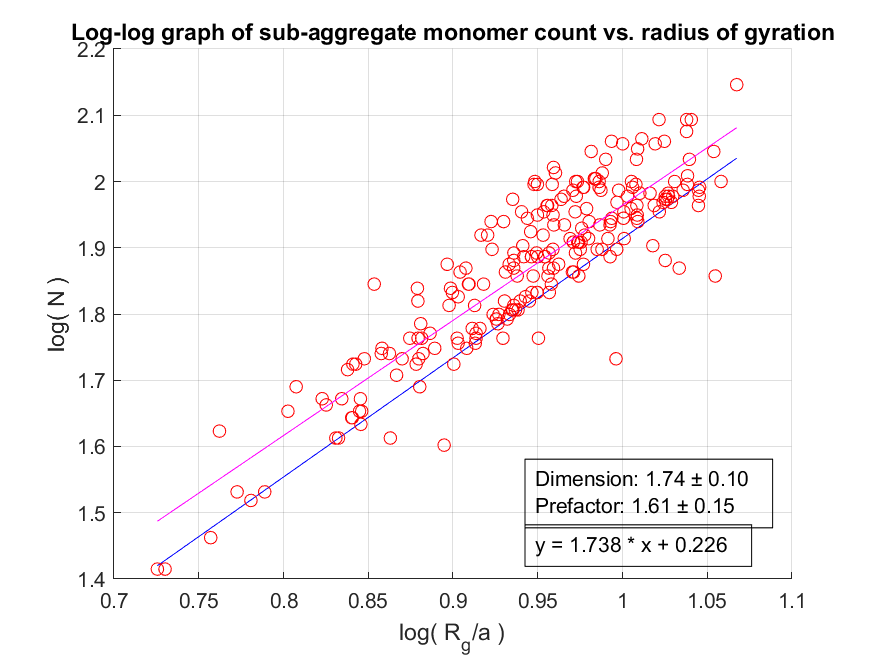 Log-log graph of sub-aggregate monomer count vs. radius of gyration
2.2
2.1
2
1.9
1.8
1.7
1.6
1.5
1.4
log( N )
Dimension: 1.74 ± 0.10
Prefactor: 1.61 ± 0.15
y = 1.738 * x + 0.226
0.7 0.75 0.8 0.85 0.9 0.95 1 1.05 1.1
log( R_g/a )